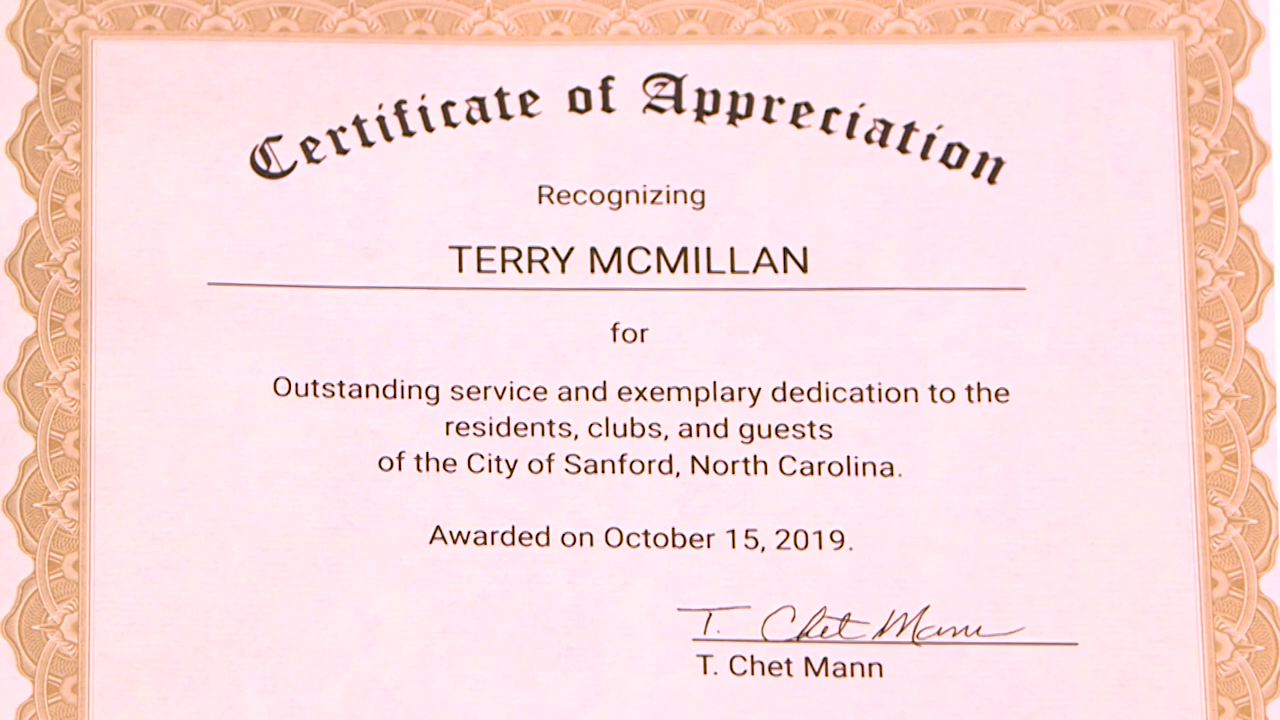 Certificate of Appreciation
Recognizing
TERRY MCMILLAN
for
Outstanding service and exemplary dedication to the
residents, clubs, and guests
of the City of Sanford, North Carolina.
Awarded on October 15, 2019.
T. Chet Mann
T. Chet Mann